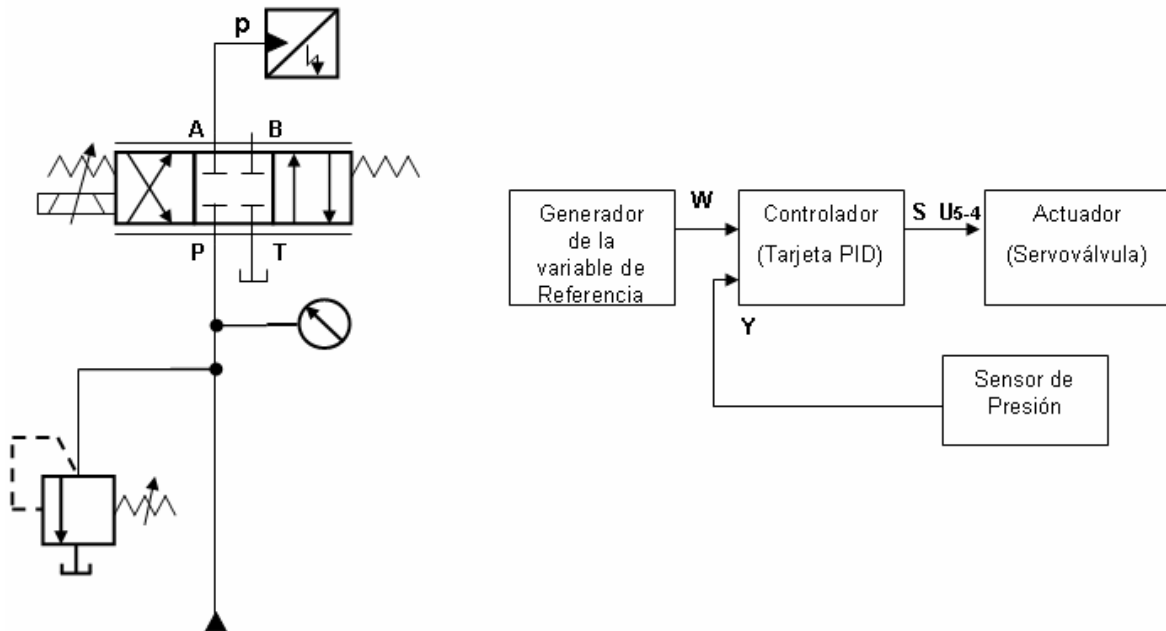 p
A B
P T
Generador
de la
variable de
Referencia
W
Controlador
(Tarjeta PID)
Y
S U5-4
Actuador
(Servoválvula)
Sensor de
Presión